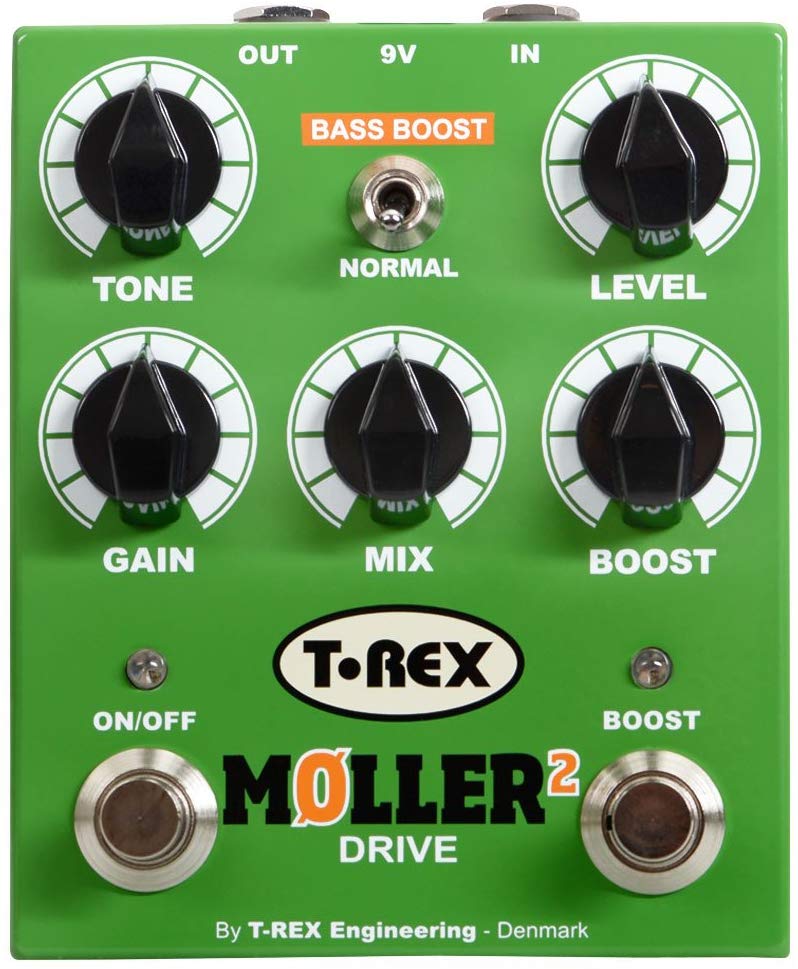 OUT 9V IN
BASS BOOST
NORMAL
TONE LEVEL
GAIN MIX BOOST
T•REX
ON/OFF BOOST
MØLLER²
DRIVE
By T-REX Engineering - Denmark